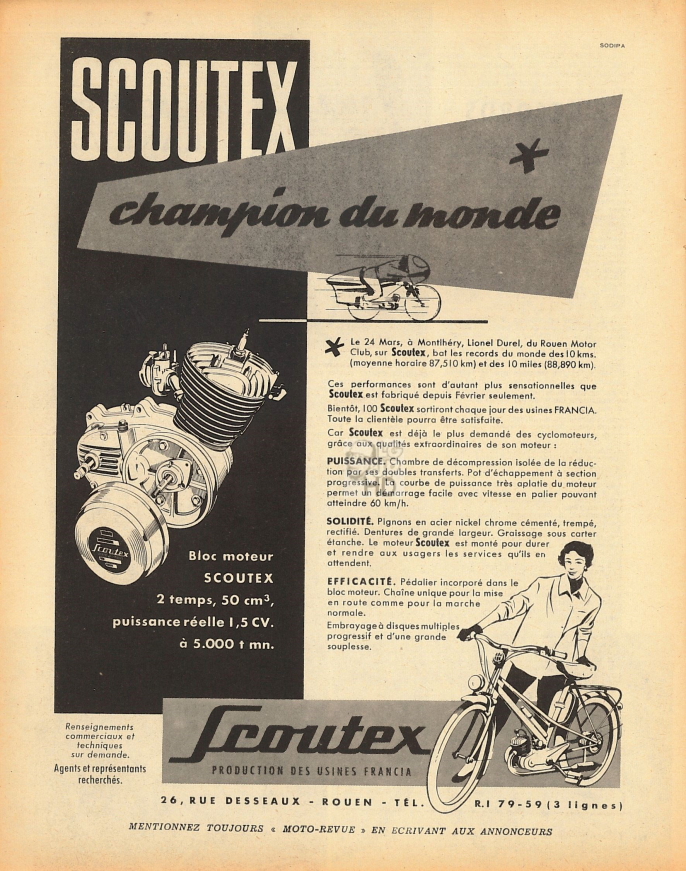 SODIPA
SCOUTEX
champion du monde
Le 24 Mars, à Montlhéry, Lionel Durel, du Rouen Motor
Club, sur Scoutex, bat les records du monde des 10 kms.
(moyenne horaire 87,510 km) et des 10 miles (88,890 km).
Ces performances sont d'autant plus sensationnelles que
Scoutex est fabriqué depuis Février seulement.
Bientôt, 100 Scoutex sortiront chaque jour des usines FRANCIA.
Toute la clientèle pourra être satisfaite.
Car Scoutex est déjà le plus demandé des cyclomoteurs,
grâce aux qualités extraordinaires de son moteur :
PUISSANCE. Chambre de décompression isolée de la réduc-
tion par ses doubles transferts. Pot d'échappement à section
progressive. La courbe de puissance très aplatie du moteur
permet un démarrage facile avec vitesse en palier pouvant
atteindre 60 km/h.
SOLIDITÉ. Pignons en acier nickel chrome cémenté, trempé,
rectifié. Dentures de grande largeur. Graissage sous carter
étanche. Le moteur Scoutex est monté pour durer
et rendre aux usagers les services qu'ils en
attendent.
EFFICACITÉ. Pédalier incorporé dans le
bloc moteur. Chaîne unique pour la mise
en route comme pour la marche
normale.
Embrayage à disques multiples
progressif et d'une grande
souplesse.
Scoutex
Bloc moteur
SCOUTEX
2 temps, 50 cm³,
puissance réelle 1,5 CV.
à 5.000 t mn.
Renseignements
commerciaux et
techniques
sur demande.
Agents et représentants
recherchés.
Scoutex
PRODUCTION DES USINES FRANCIA
26, RUE DESSEAUX - ROUEN - TÉL. R.I 79-59 (3 lignes)
MENTIONNEZ TOUJOURS « MOTO-REVUE » EN ECRIVANT AUX ANNONCEURS